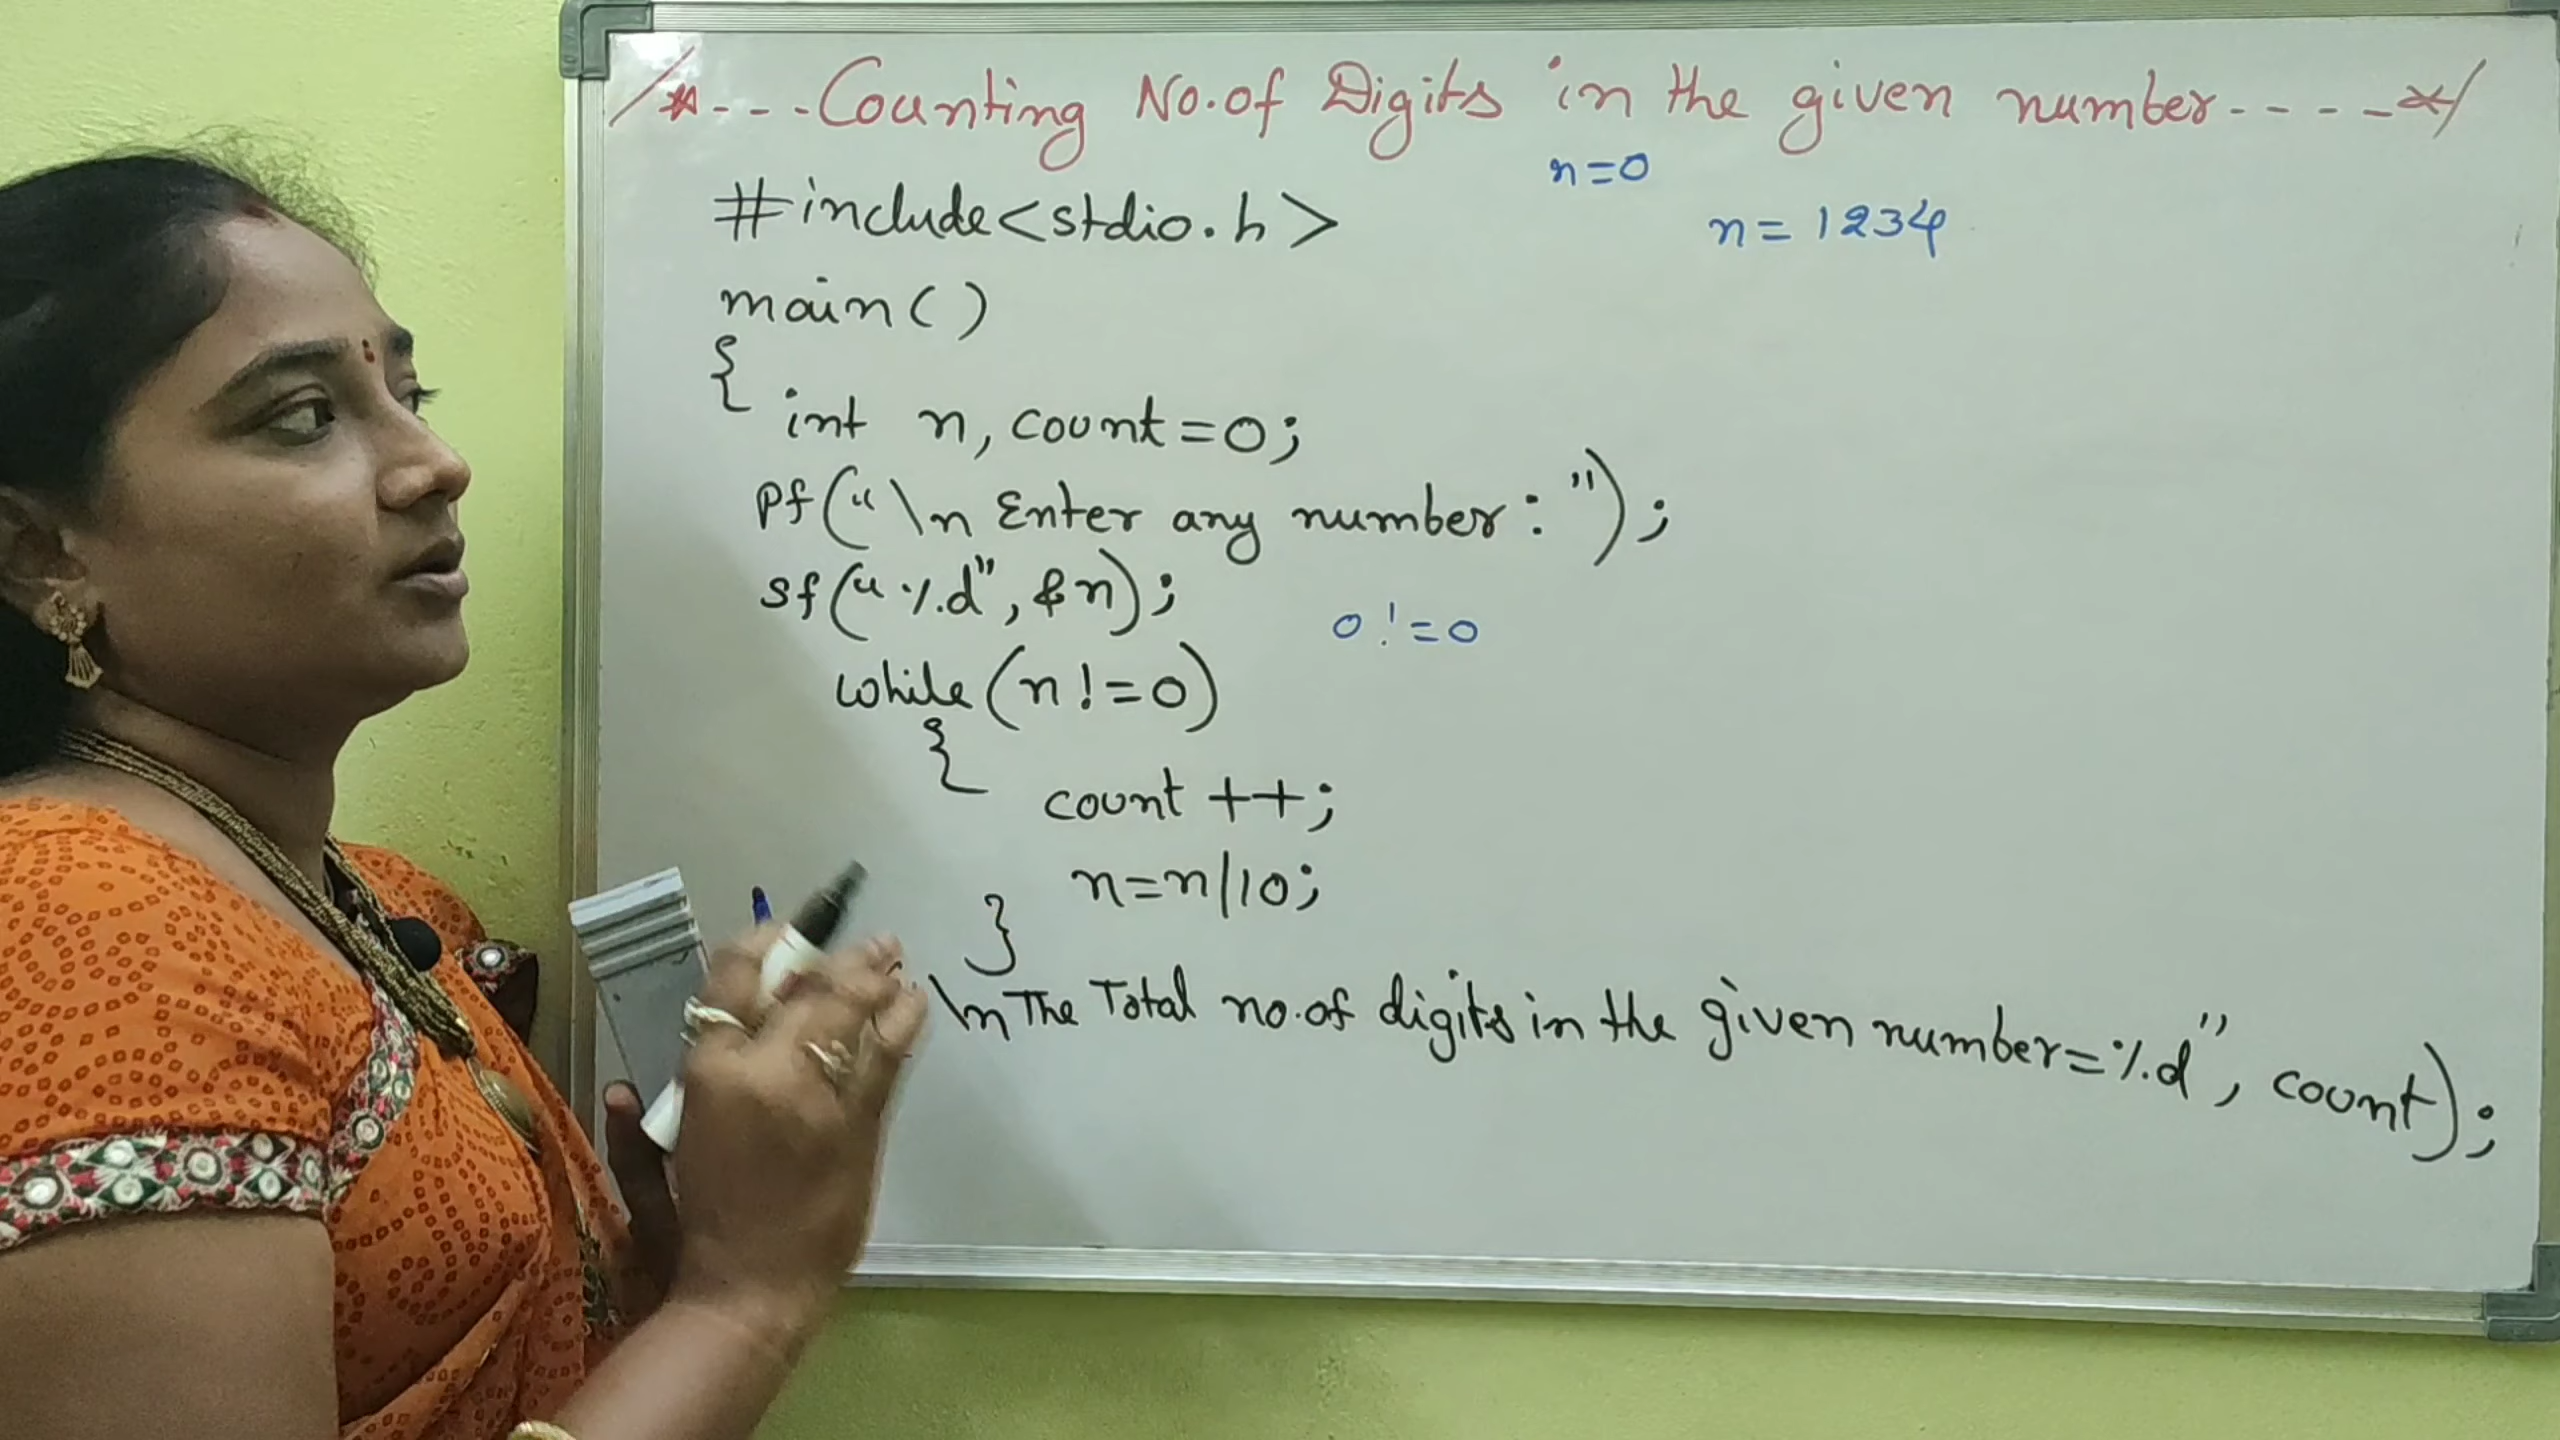 /*---Counting No.of Digits in the given number----*/
n=0
n=1234
#include<stdio.h>
main()
{
int n, count=0;
pf("\n Enter any number:");
sf("%d", &n);
0!=0
while(n!=0)
{
count++;
n=n/10;
}
\n The Total no.of digits in the given number=%d", count);